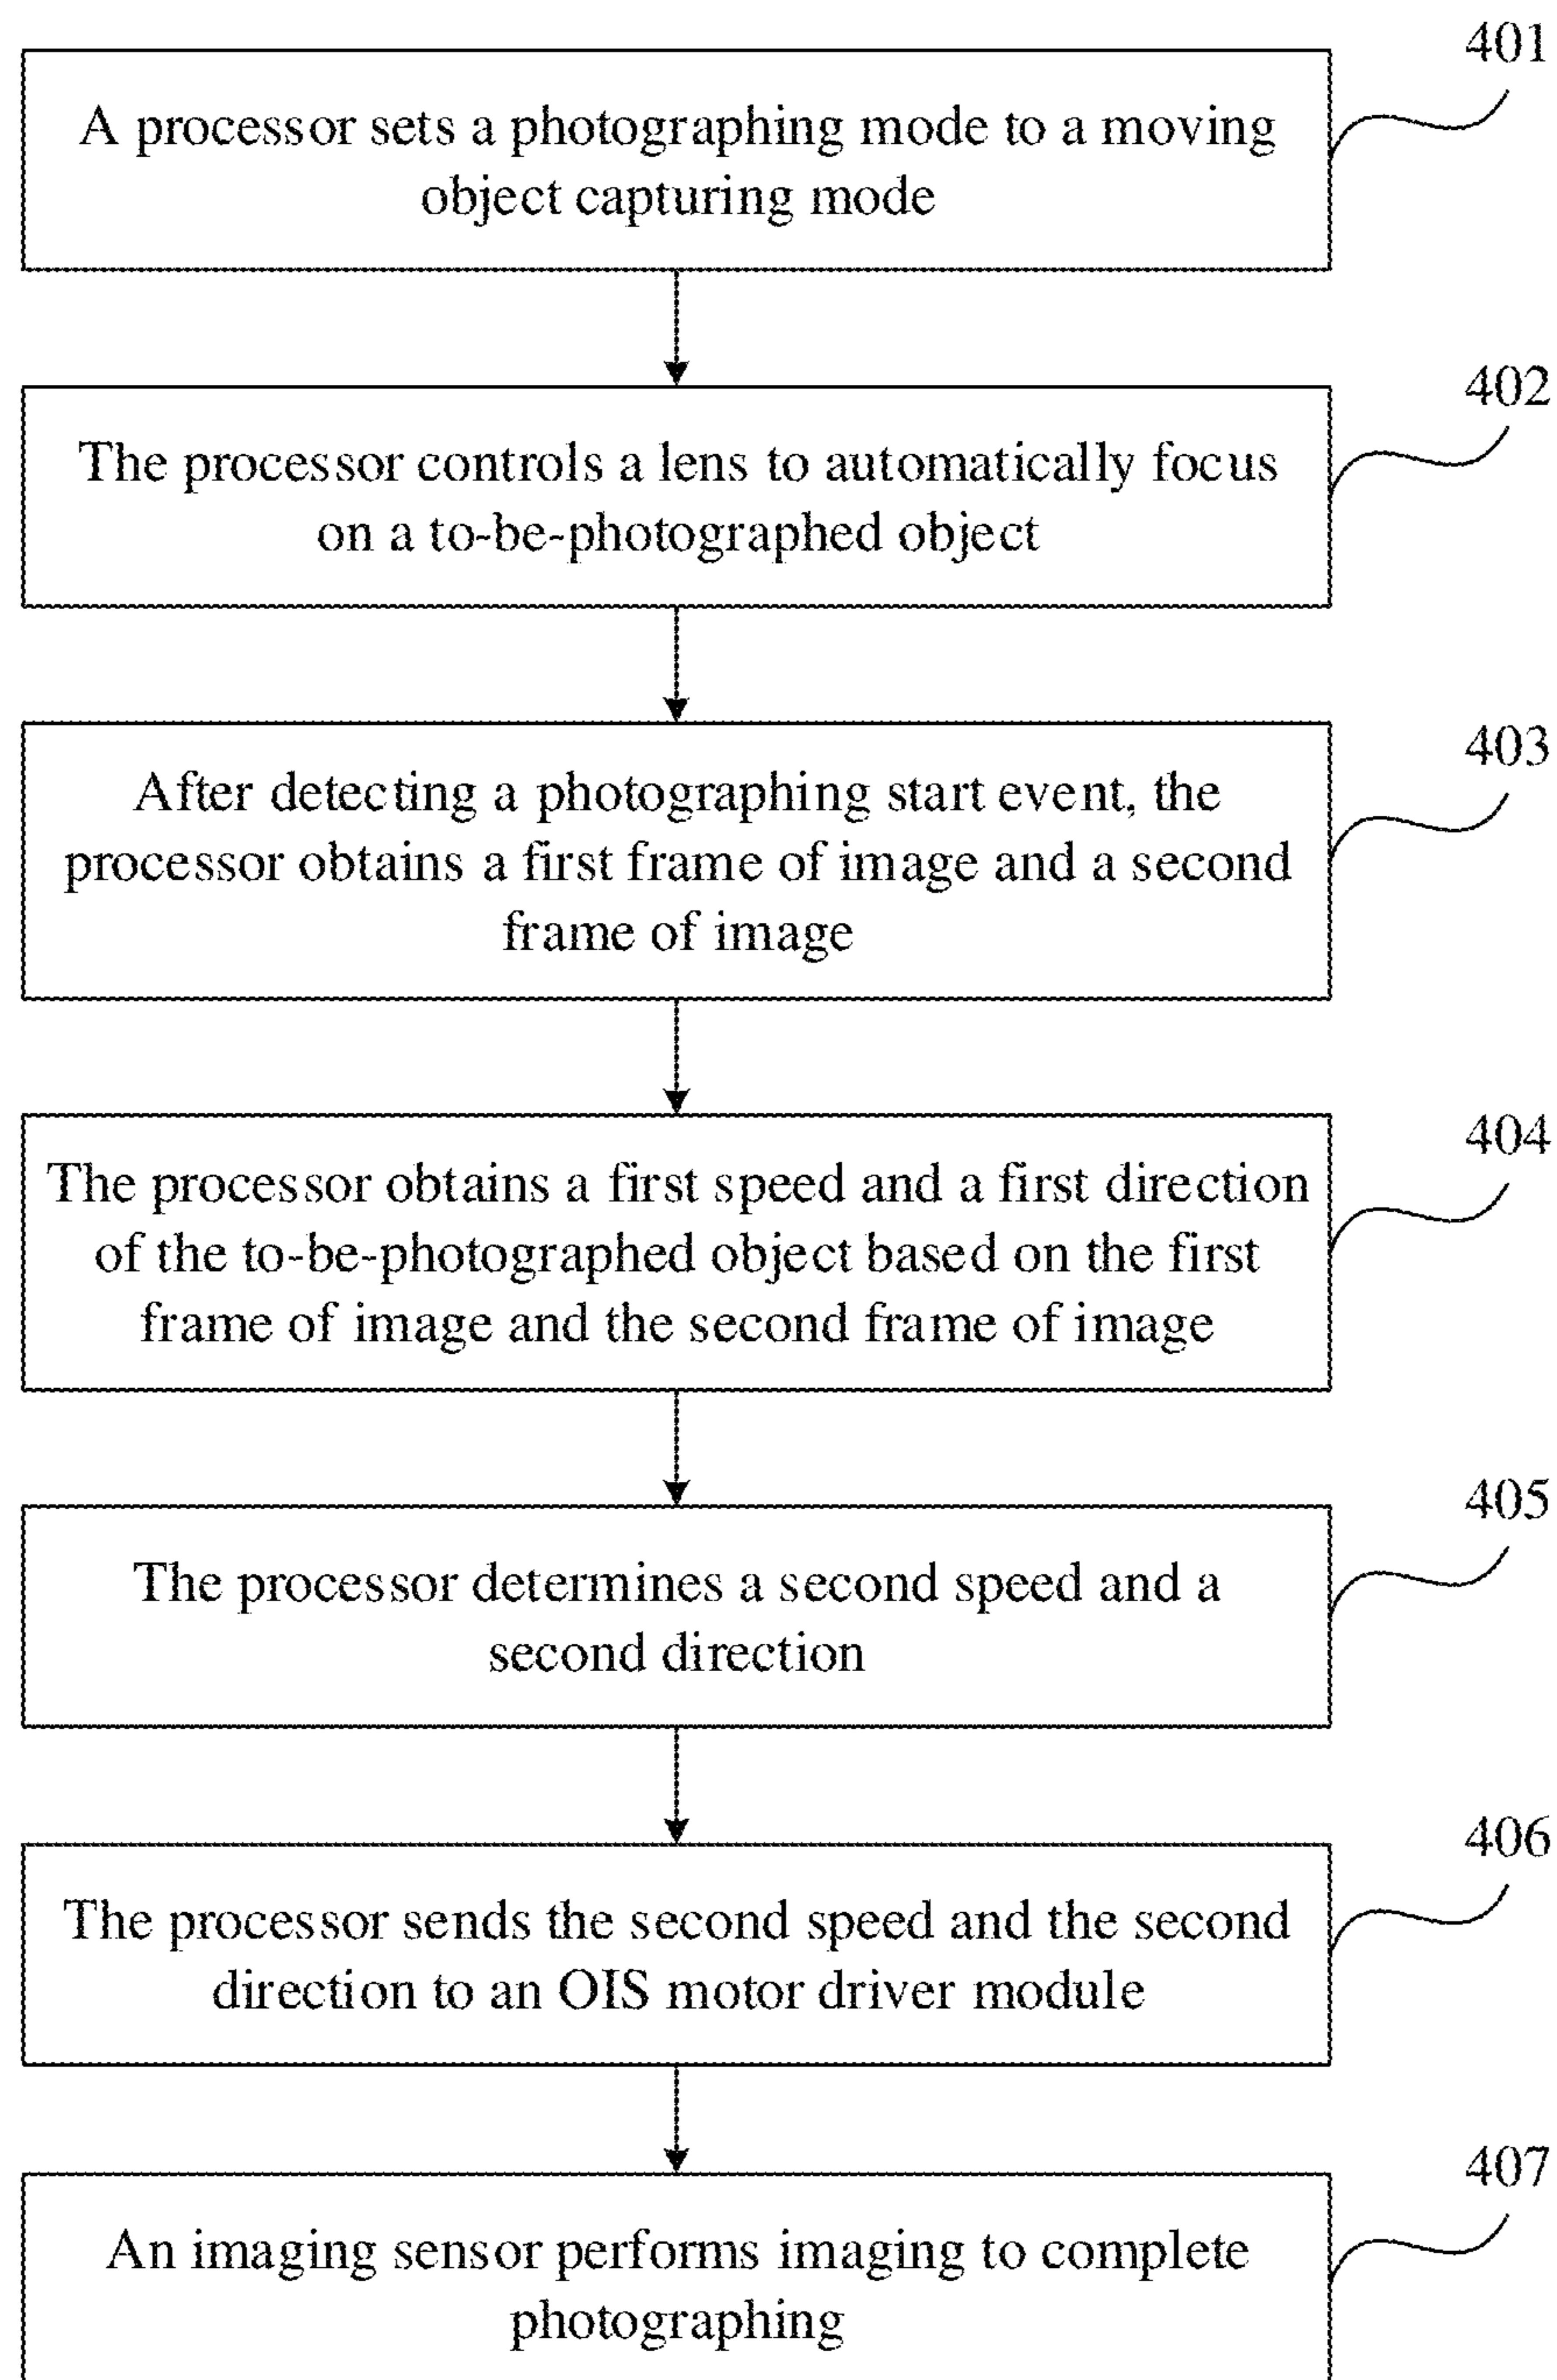 401
A processor sets a photographing mode to a moving
object capturing mode
402
The processor controls a lens to automatically focus
on a to-be-photographed object
403
After detecting a photographing start event, the
processor obtains a first frame of image and a second
frame of image
404
The processor obtains a first speed and a first direction
of the to-be-photographed object based on the first
frame of image and the second frame of image
405
The processor determines a second speed and a
second direction
406
The processor sends the second speed and the second
direction to an OIS motor driver module
407
An imaging sensor performs imaging to complete
photographing